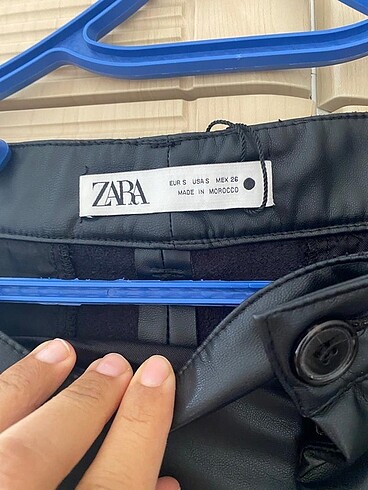 ZARA
EUR S USA S MEX 26
MADE IN MOROCCO